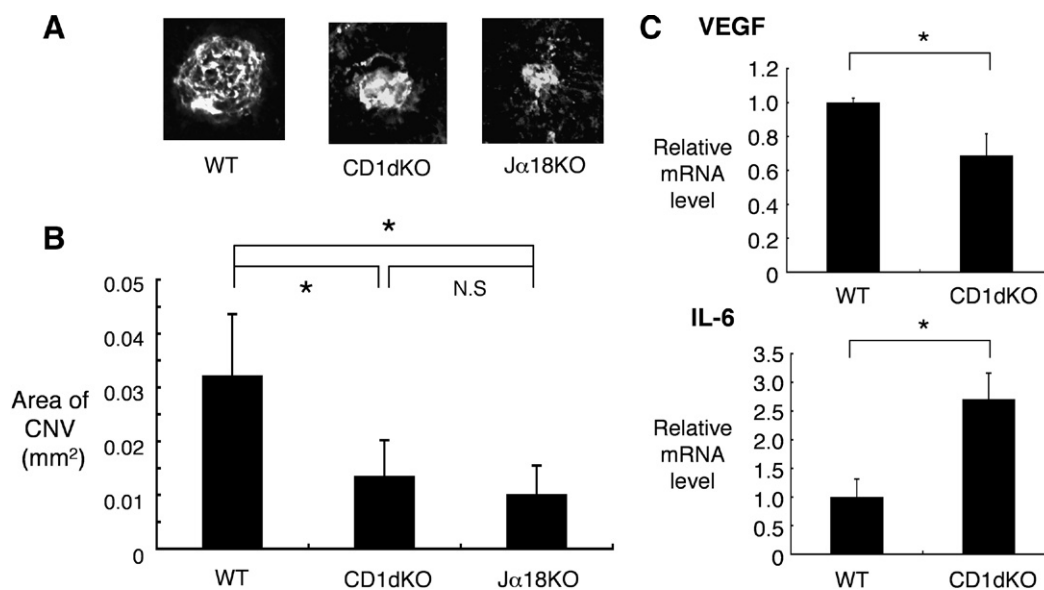 A
WT
CD1dKO
Jα18KO
B
*
*
N.S
0.05
0.04
0.03
0.02
0.01
0
Area of
CNV
(mm²)
WT
CD1dKO
Jα18KO
C VEGF
*
1.2
1.0
0.8
0.6
0.4
0.2
0
Relative
mRNA
level
WT
CD1dKO
IL-6
*
3.5
3.0
2.5
2.0
1.5
1.0
0.5
0
Relative
mRNA
level
WT
CD1dKO